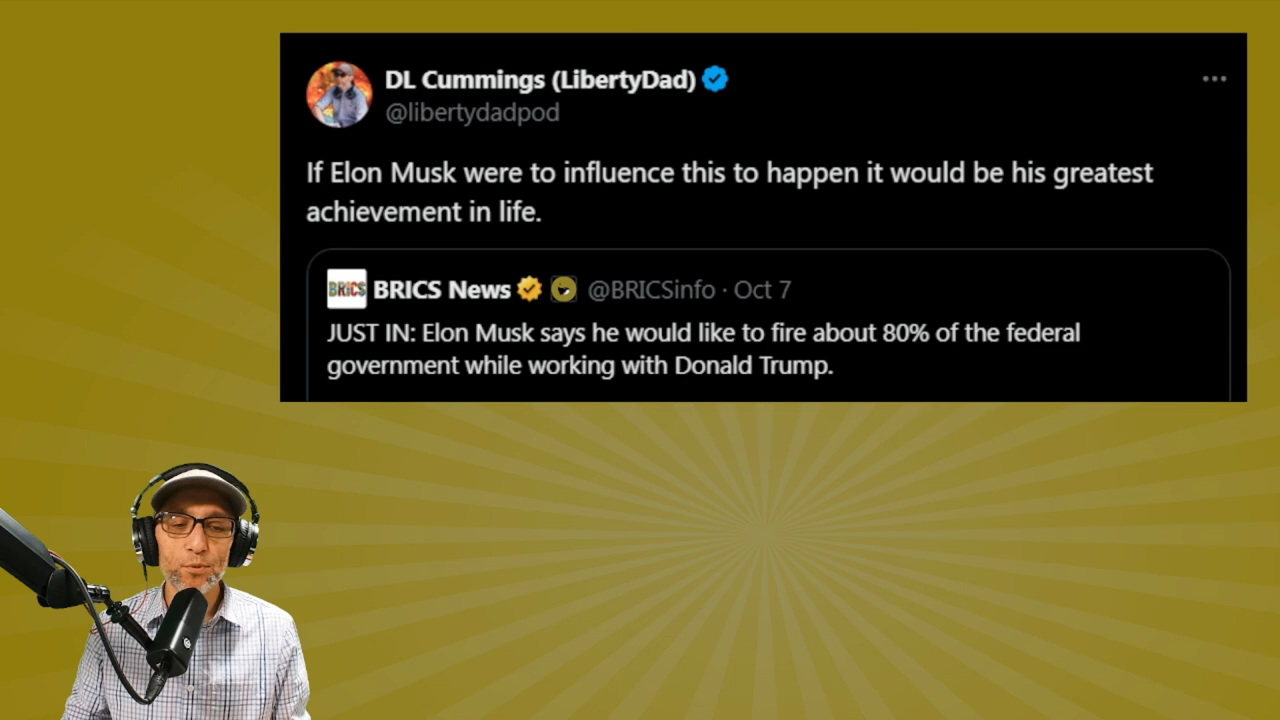 DL Cummings (LibertyDad)
@libertydadpod
If Elon Musk were to influence this to happen it would be his greatest
achievement in life.
BRICS
BRICS News @BRICSinfo · Oct 7
JUST IN: Elon Musk says he would like to fire about 80% of the federal
government while working with Donald Trump.